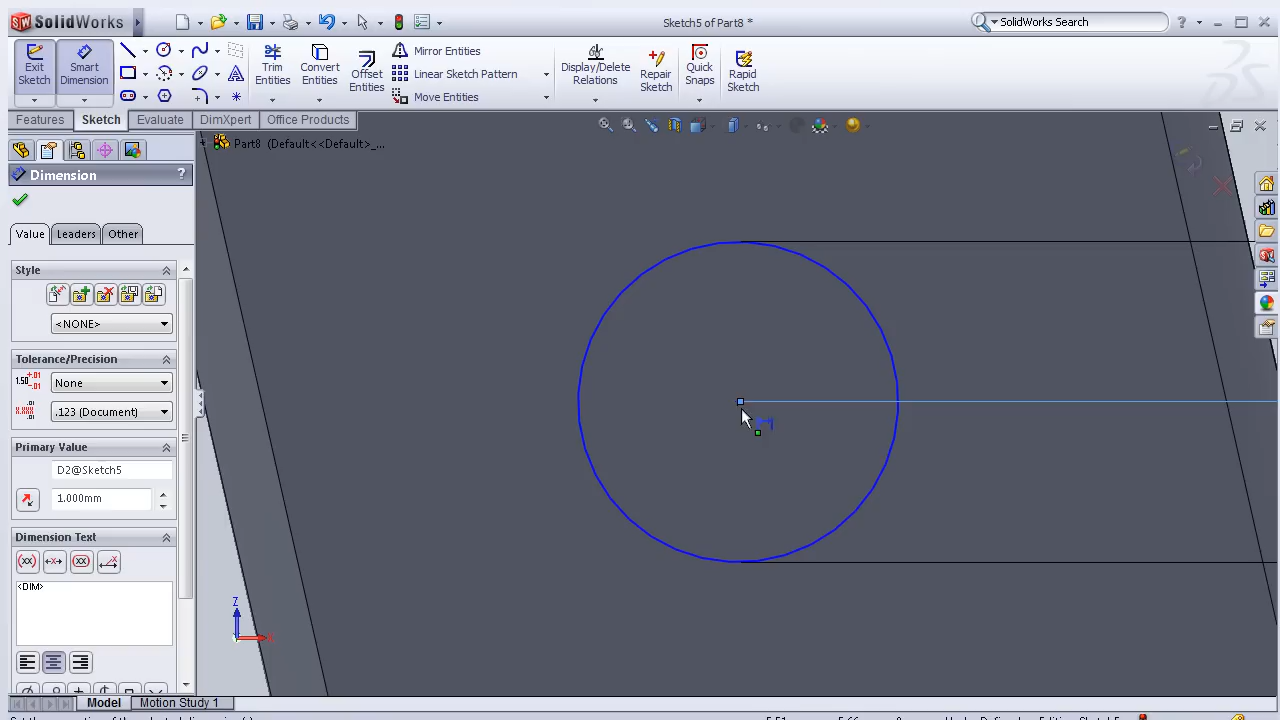 SolidWorks
Sketch5 of Part8 *
SolidWorks Search
Exit Sketch
Smart Dimension
Trim Entities
Convert Entities
Offset Entities
Mirror Entities
Linear Sketch Pattern
Move Entities
Display/Delete Relations
Repair Sketch
Quick Snaps
Rapid Sketch
Features Sketch Evaluate DimXpert Office Products
Part8 (Default<<Default>_...
Dimension ?
Value Leaders Other
Style
<NONE>
Tolerance/Precision
None
.123 (Document)
Primary Value
D2@Sketch5
1.000mm
Dimension Text
<DIM>
Z
X
Model Motion Study 1